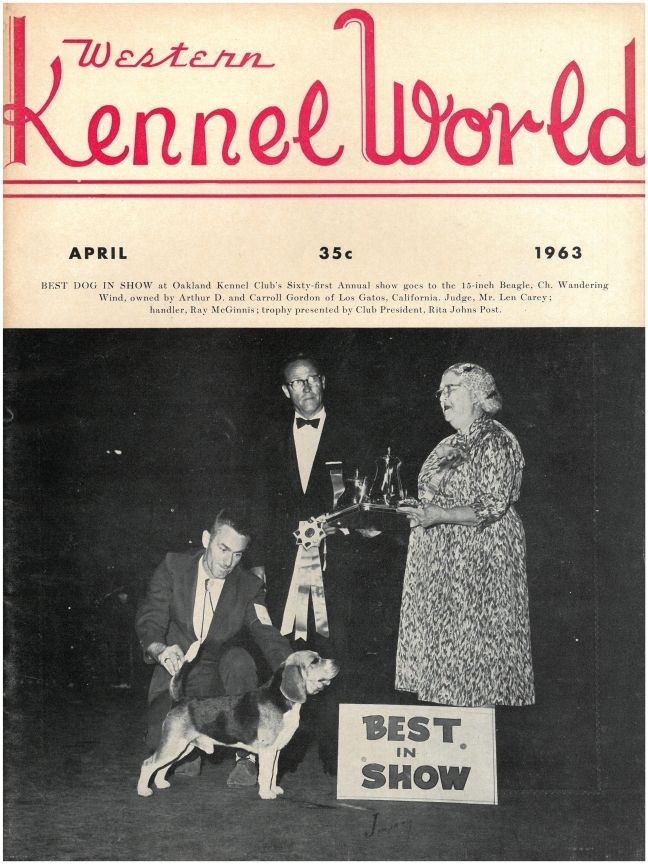 Western
Kennel World
APRIL 35c 1963
BEST DOG IN SHOW at Oakland Kennel Club's Sixty-first Annual show goes to the 15-inch Beagle, Ch. Wandering
Wind, owned by Arthur D. and Carroll Gordon of Los Gatos, California. Judge, Mr. Len Carey;
handler, Ray McGinnis; trophy presented by Club President, Rita Johns Post.
BEST
IN
SHOW